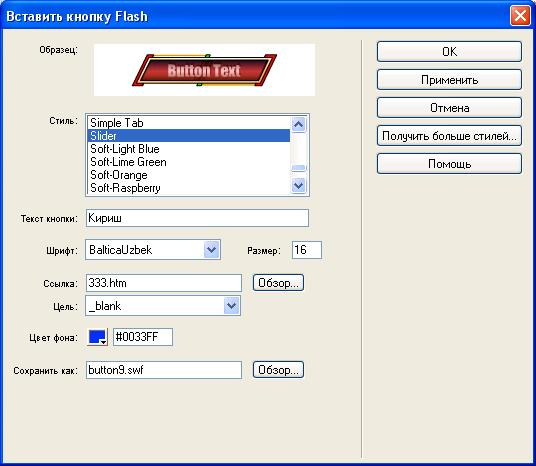 Вставить кнопку Flash
Образец:
Button Text
Стиль:
Simple Tab
Slider
Soft-Light Blue
Soft-Lime Green
Soft-Orange
Soft-Raspberry
Текст кнопки: Кириш
Шрифт: BalticaUzbek Размер: 16
Ссылка: 333.htm Обзор...
Цель: _blank
Цвет фона: #0033FF
Сохранить как: button9.swf Обзор...
OK
Применить
Отмена
Получить больше стилей...
Помощь